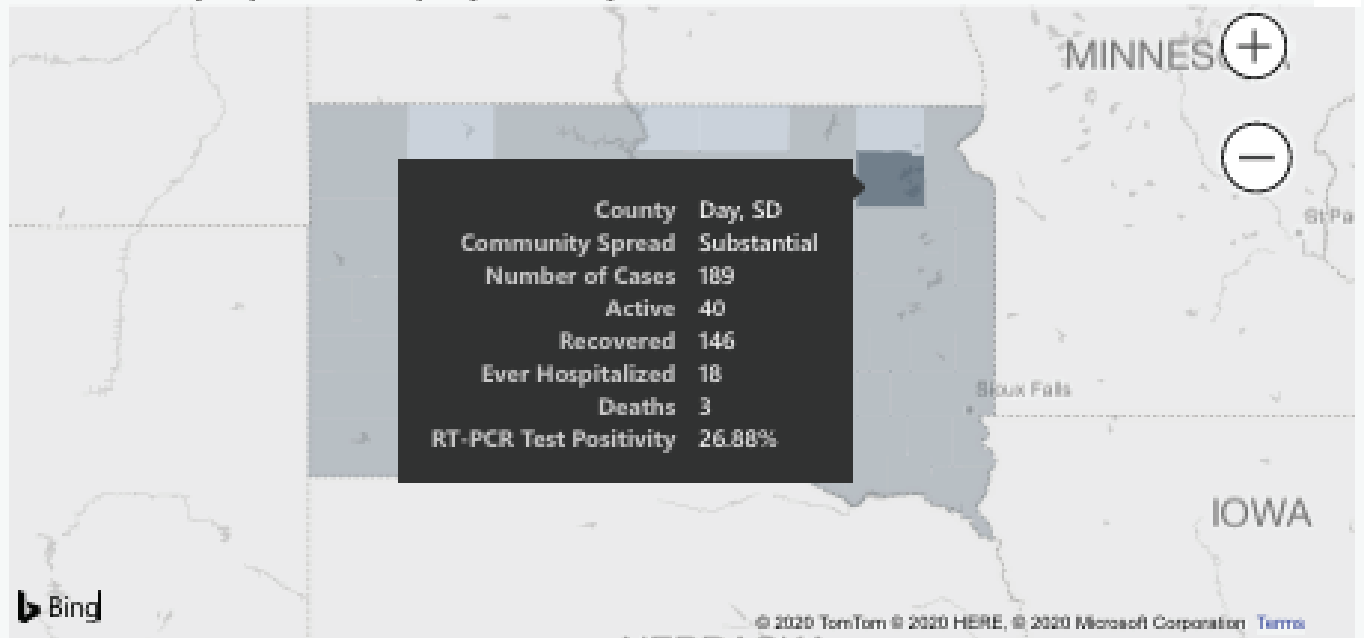 MINNES
St Pa
County Day, SD
Community Spread Substantial
Number of Cases 189
Active 40
Recovered 146
Ever Hospitalized 18
Deaths 3
RT-PCR Test Positivity 26.88%
Sioux Falls
IOWA
Bing
© 2020 TomTom © 2020 HERE, © 2020 Microsoft Corporation Terms